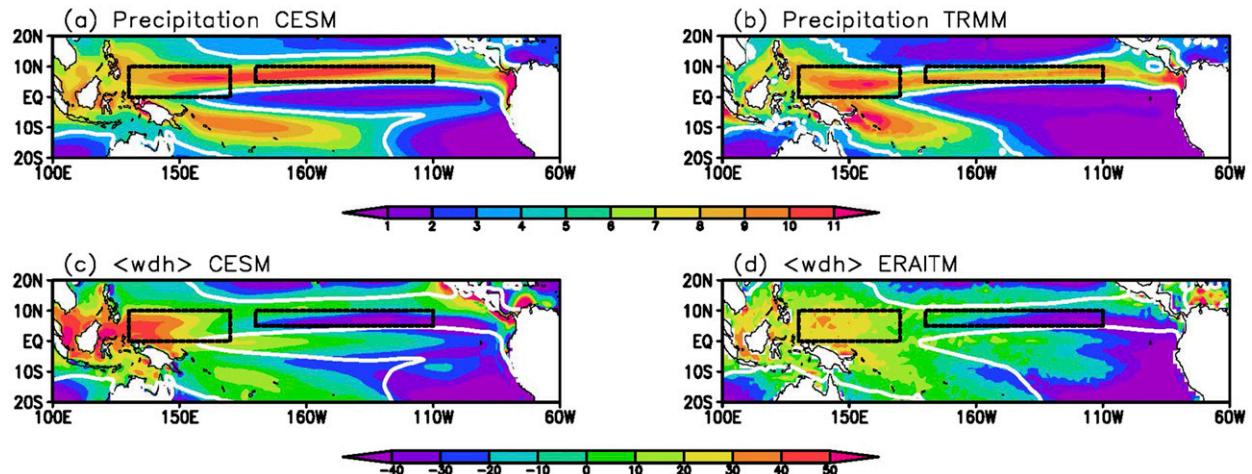 (a) Precipitation CESM
(b) Precipitation TRMM
20N
10N
EQ
10S
20S
100E 150E 160W 110W 60W
20N
10N
EQ
10S
20S
100E 150E 160W 110W 60W
1 2 3 4 5 6 7 8 9 10 11
(c) <wdh> CESM
(d) <wdh> ERAITM
20N
10N
EQ
10S
20S
100E 150E 160W 110W 60W
20N
10N
EQ
10S
20S
100E 150E 160W 110W 60W
-40 -30 -20 -10 0 10 20 30 40 50